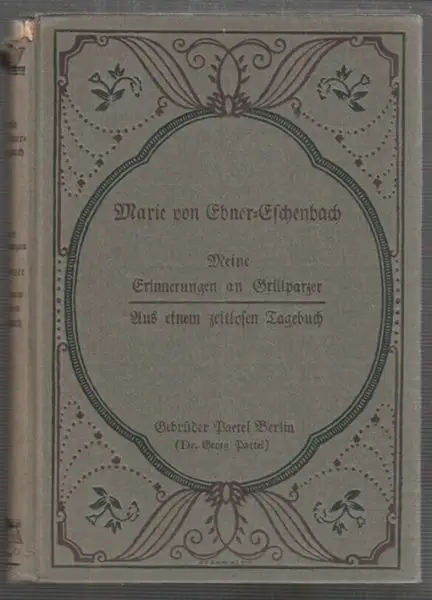 Marie von Ebner=Eschenbach
Meine
Erinnerungen an Grillparzer
Aus einem zeitlosen Tagebuch
Gebrüder Paetel Berlin
(Dr. Georg Paetel)